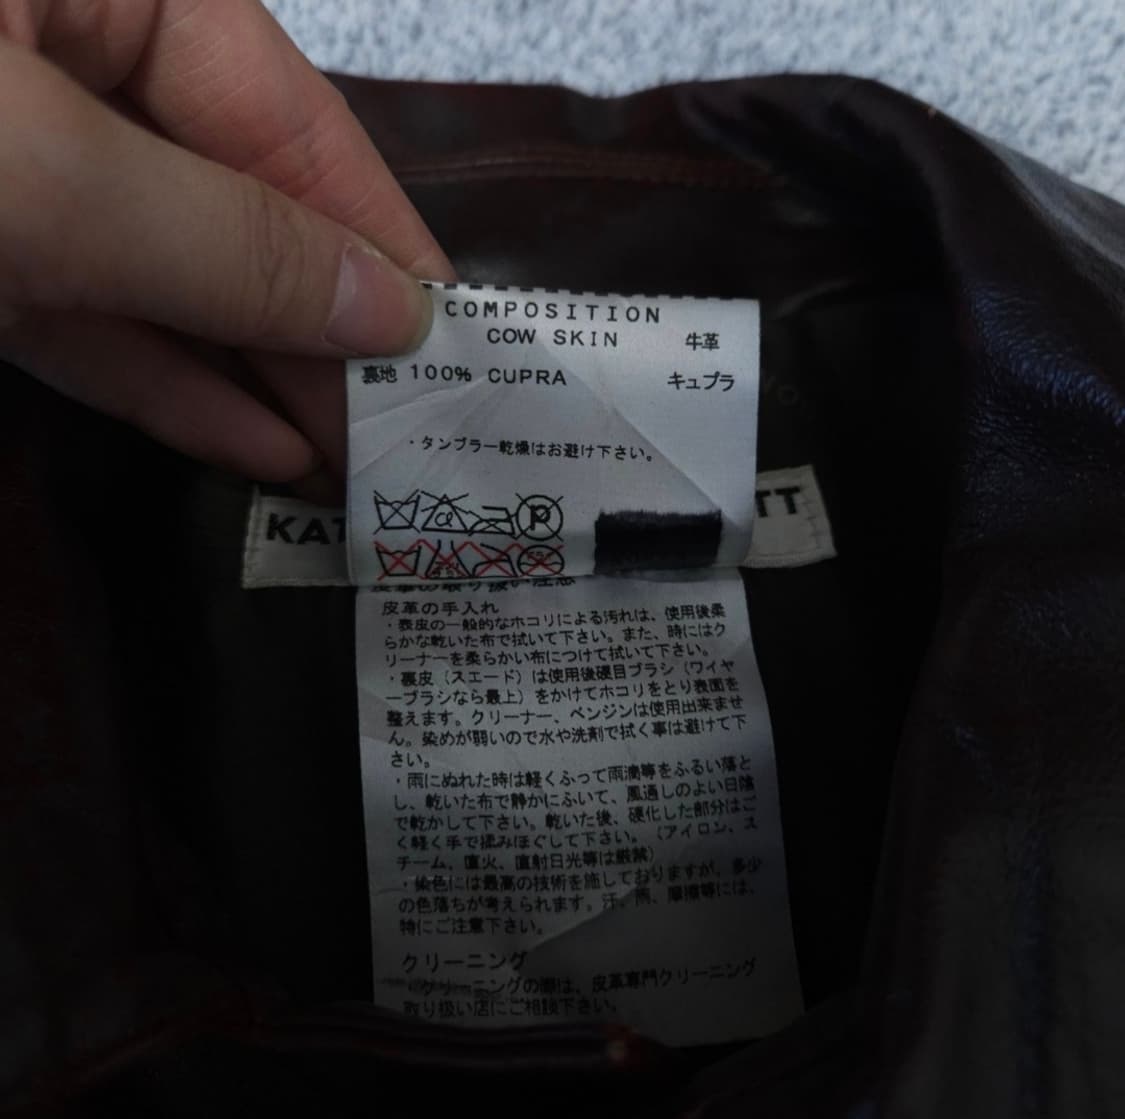 COMPOSITION
COW SKIN 牛革
裏地 100% CUPRA キュプラ
・タンブラー乾燥はお避け下さい。
P
KAT
TT
皮革の取り扱い注意
皮革の手入れ
・表皮の一般的なホコリによる汚れは、使用後柔
らかな乾いた布で拭いて下さい。また、時にはク
リーナーを柔らかい布につけて拭いて下さい。
・裏皮（スエード）は使用後硬目ブラシ（ワイヤ
ーブラシなら最上）をかけてホコリをとり表面を
整えます。クリーナー、ベンジンは使用出来ませ
ん。染めが弱いので水や洗剤で拭く事は避けて下
さい。
・雨にぬれた時は軽くふって雨滴等をふるい落と
し、乾いた布で静かにふいて、風通しのよい日陰
で乾かして下さい。乾いた後、硬化した部分はご
く軽く手で揉みほぐして下さい。（アイロン、ス
チーム、直火、直射日光等は厳禁）
・染色には最高の技術を施しておりますが、多少
の色落ちが考えられます。汗、雨、摩擦等には、
特にご注意下さい。
クリーニング
・クリーニングの際は、皮革専門クリーニング
取り扱い店にご相談下さい。